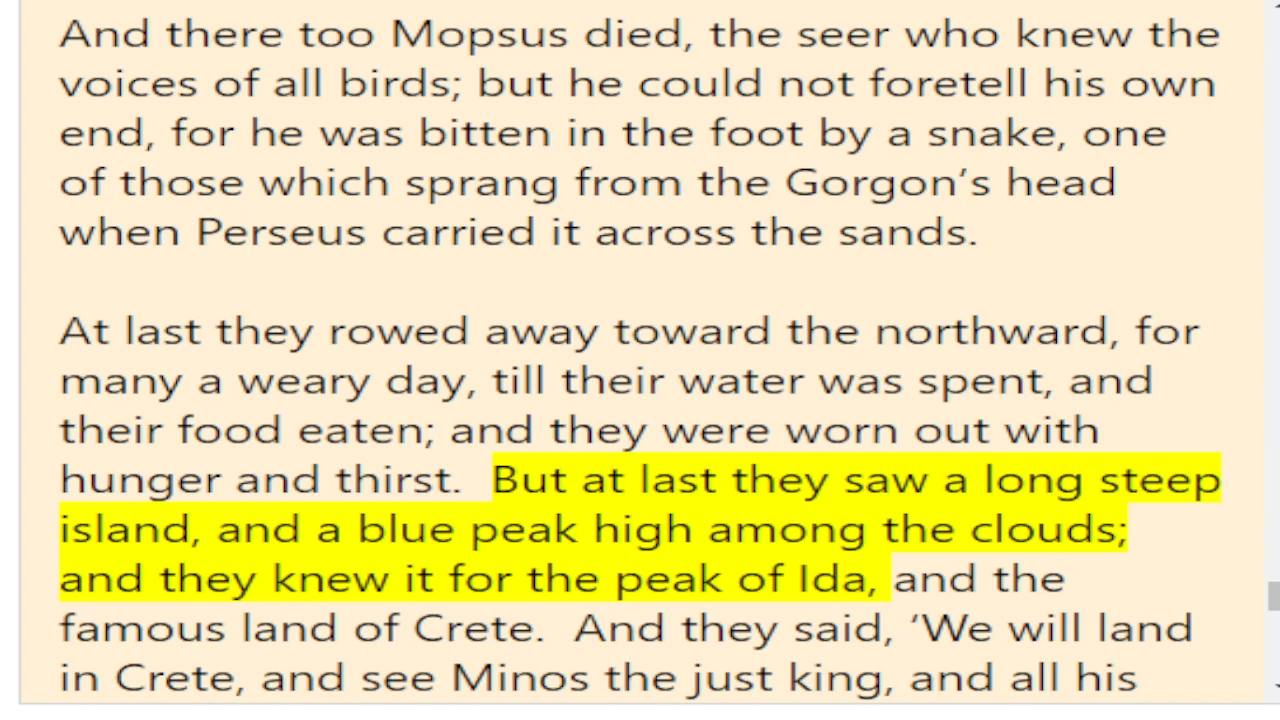 And there too Mopsus died, the seer who knew the
voices of all birds; but he could not foretell his own
end, for he was bitten in the foot by a snake, one
of those which sprang from the Gorgon’s head
when Perseus carried it across the sands.
At last they rowed away toward the northward, for
many a weary day, till their water was spent, and
their food eaten; and they were worn out with
hunger and thirst.  But at last they saw a long steep
island, and a blue peak high among the clouds;
and they knew it for the peak of Ida, and the
famous land of Crete.  And they said, ‘We will land
in Crete, and see Minos the just king, and all his